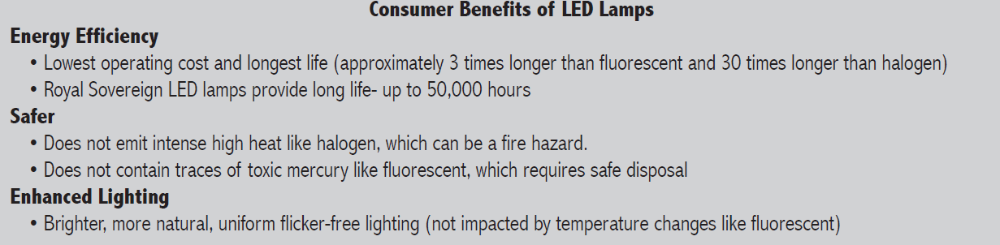 Consumer Benefits of LED Lamps
Energy Efficiency
• Lowest operating cost and longest life (approximately 3 times longer than fluorescent and 30 times longer than halogen)
• Royal Sovereign LED lamps provide long life- up to 50,000 hours
Safer
• Does not emit intense high heat like halogen, which can be a fire hazard.
• Does not contain traces of toxic mercury like fluorescent, which requires safe disposal
Enhanced Lighting
• Brighter, more natural, uniform flicker-free lighting (not impacted by temperature changes like fluorescent)